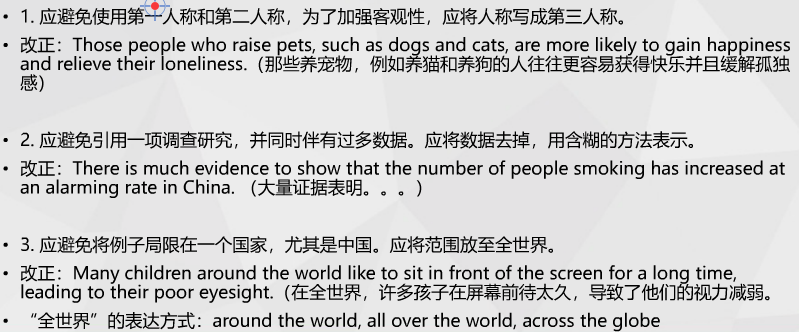 • 1. 应避免使用第一人称和第二人称，为了加强客观性，应将人称写成第三人称。
• 改正：Those people who raise pets, such as dogs and cats, are more likely to gain happiness
and relieve their loneliness.（那些养宠物，例如养猫和养狗的人往往更容易获得快乐并且缓解孤独
感）
• 2. 应避免引用一项调查研究，并同时伴有过多数据。应将数据去掉，用含糊的方法表示。
• 改正：There is much evidence to show that the number of people smoking has increased at
an alarming rate in China. （大量证据表明。。。）
• 3. 应避免将例子局限在一个国家，尤其是中国。应将范围放至全世界。
• 改正：Many children around the world like to sit in front of the screen for a long time,
leading to their poor eyesight.（在全世界，许多孩子在屏幕前待太久，导致了他们的视力减弱。
• “全世界”的表达方式：around the world, all over the world, across the globe